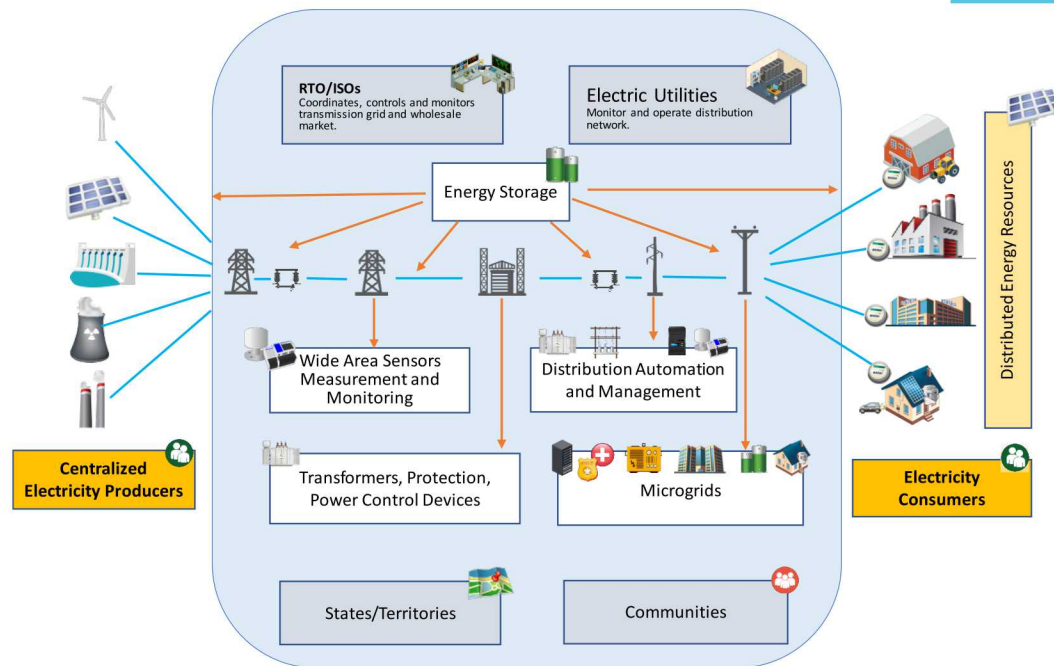 RTO/ISOs
Coordinates, controls and monitors
transmission grid and wholesale
market.
Electric Utilities
Monitor and operate distribution
network.
Energy Storage
Distributed Energy Resources
Wide Area Sensors
Measurement and
Monitoring
Distribution Automation
and Management
Centralized
Electricity Producers
Transformers, Protection,
Power Control Devices
Microgrids
Electricity
Consumers
States/Territories
Communities